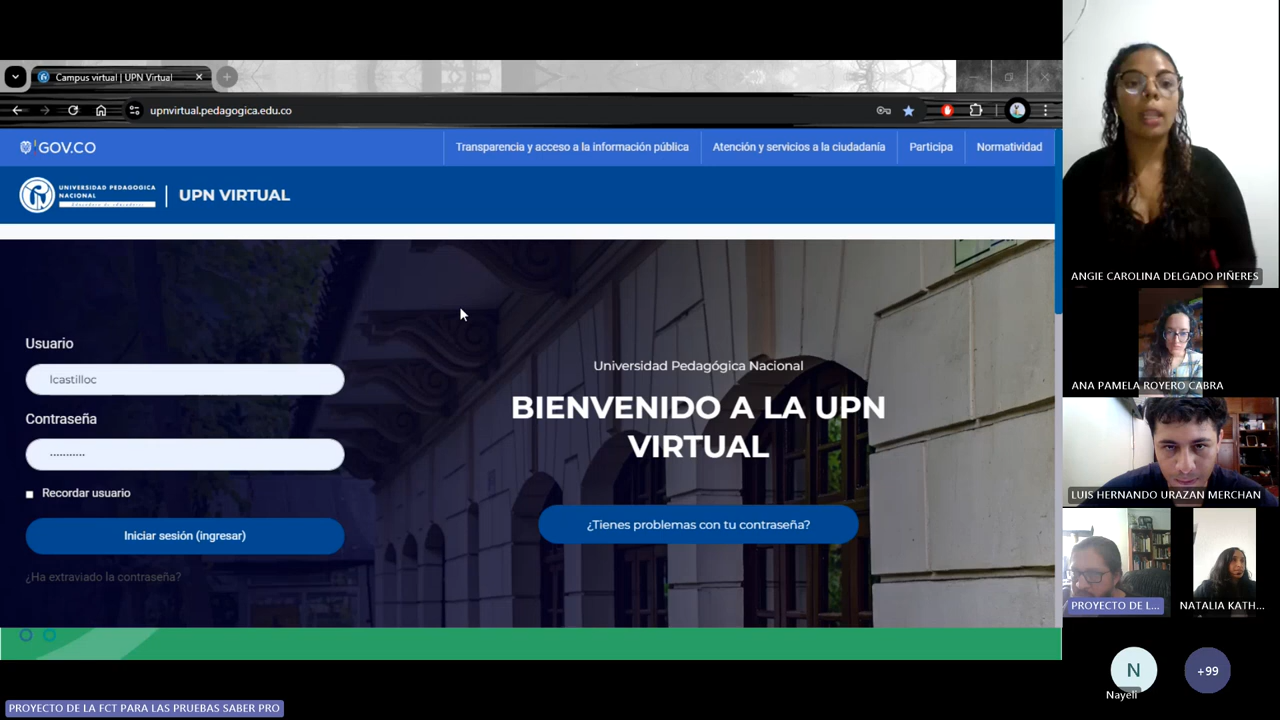 Campus virtual | UPN Virtual
upnvirtual.pedagogica.edu.co
GOV.CO
Transparencia y acceso a la información pública
Atención y servicios a la ciudadanía
Participa
Normatividad
UNIVERSIDAD PEDAGOGICA
NACIONAL
Educadora de educadores
UPN VIRTUAL
Usuario
lcastilloc
Contraseña
Recordar usuario
Iniciar sesión (ingresar)
¿Ha extraviado la contraseña?
Universidad Pedagógica Nacional
BIENVENIDO A LA UPN
VIRTUAL
¿Tienes problemas con tu contraseña?
ANGIE CAROLINA DELGADO PIÑERES
ANA PAMELA ROYERO CABRA
LUIS HERNANDO URAZAN MERCHAN
PROYECTO DE L...
NATALIA KATH...
N
Nayeli
+99
PROYECTO DE LA FCT PARA LAS PRUEBAS SABER PRO